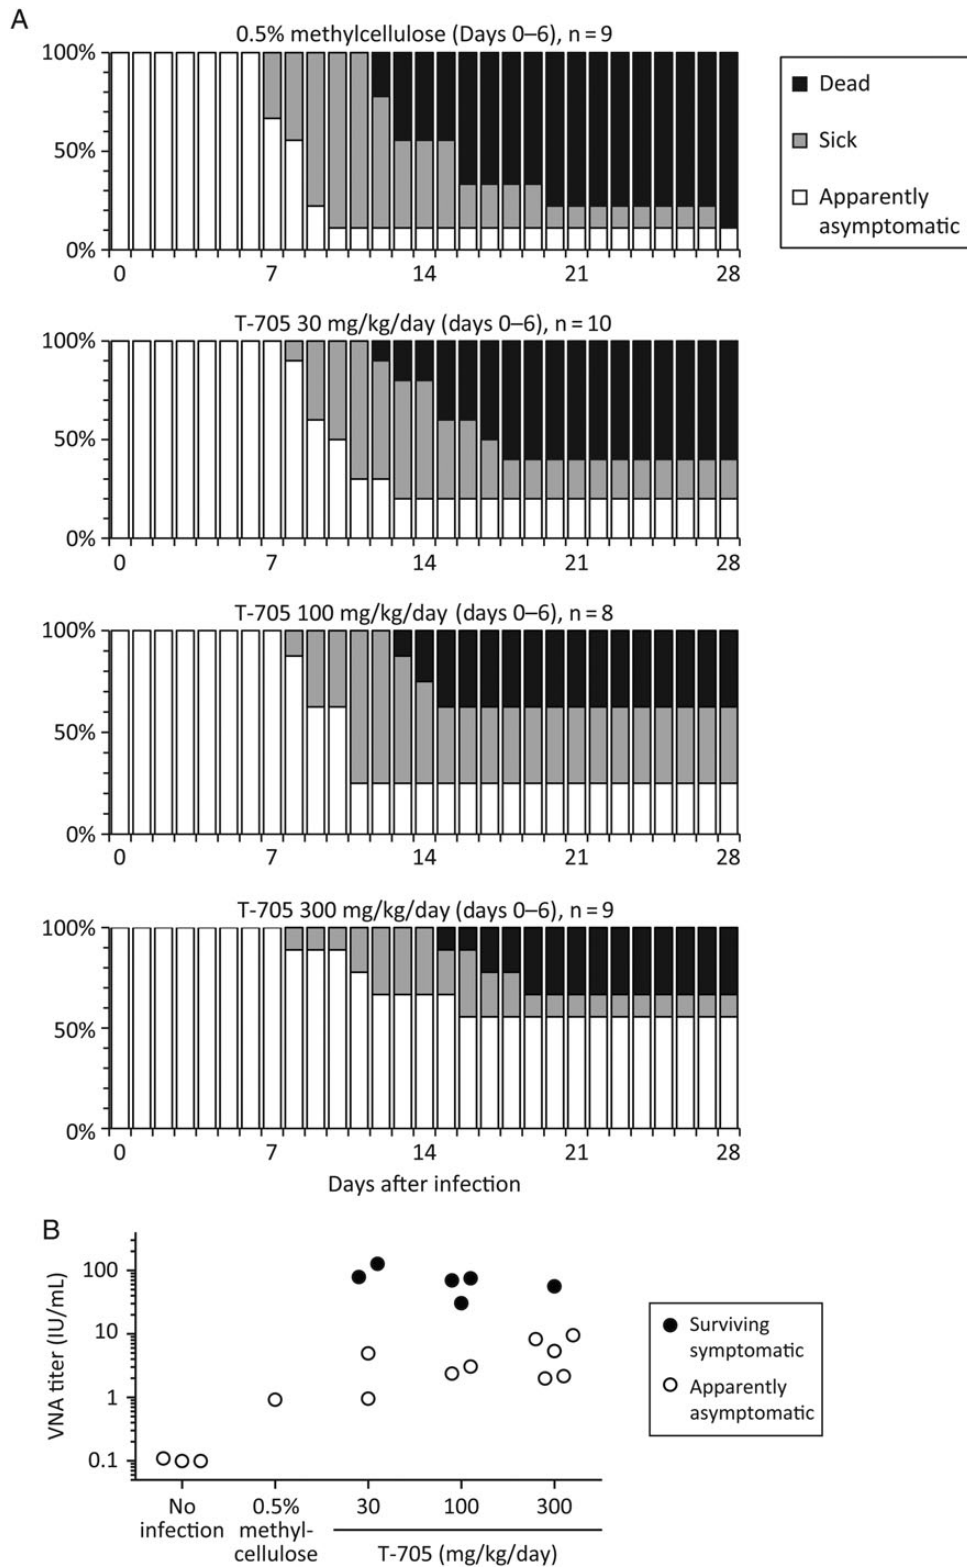 A
0.5% methylcellulose (Days 0–6), n = 9
100%
50%
0%
0 7 14 21 28
Dead
Sick
Apparently
asymptomatic
T-705 30 mg/kg/day (days 0–6), n = 10
100%
50%
0%
0 7 14 21 28
T-705 100 mg/kg/day (days 0–6), n = 8
100%
50%
0%
0 7 14 21 28
T-705 300 mg/kg/day (days 0–6), n = 9
100%
50%
0%
0 7 14 21 28
Days after infection
B
VNA titer (IU/mL)
100
10
1
0.1
No
infection
0.5%
methyl-
cellulose
30 100 300
T-705 (mg/kg/day)
Surviving
symptomatic
Apparently
asymptomatic